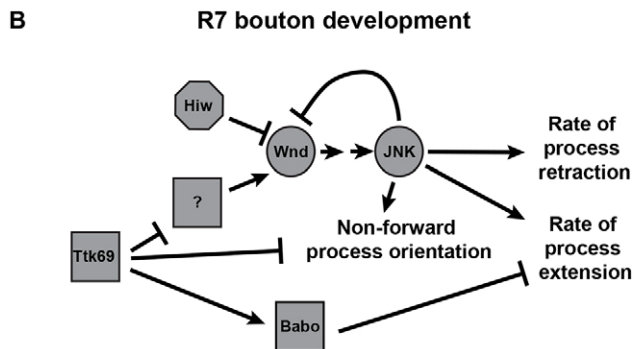 B
R7 bouton development
Hiw
Wnd
JNK
Rate of
process
retraction
?
Non-forward
process orientation
Rate of
process
extension
Ttk69
Babo